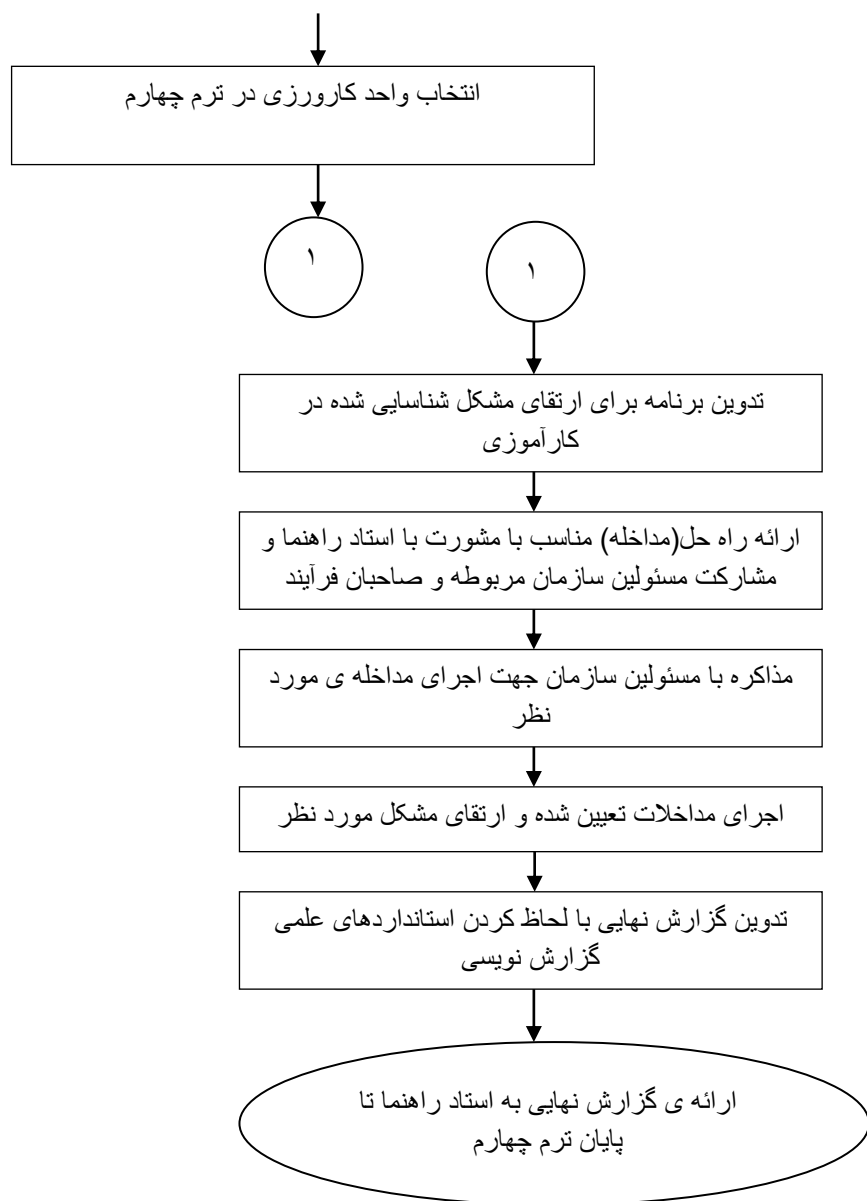 انتخاب واحد کارورزی در ترم چهارم
۱
۱
تدوین برنامه برای ارتقای مشکل شناسایی شده در
کارآموزی
ارائه راه حل(مداخله) مناسب با مشورت با استاد راهنما و
مشارکت مسئولین سازمان مربوطه و صاحبان فرآیند
مذاکره با مسئولین سازمان جهت اجرای مداخله ی مورد
نظر
اجرای مداخلات تعیین شده و ارتقای مشکل مورد نظر
تدوین گزارش نهایی با لحاظ کردن استانداردهای علمی
گزارش نویسی
ارائه ی گزارش نهایی به استاد راهنما تا
پایان ترم چهارم